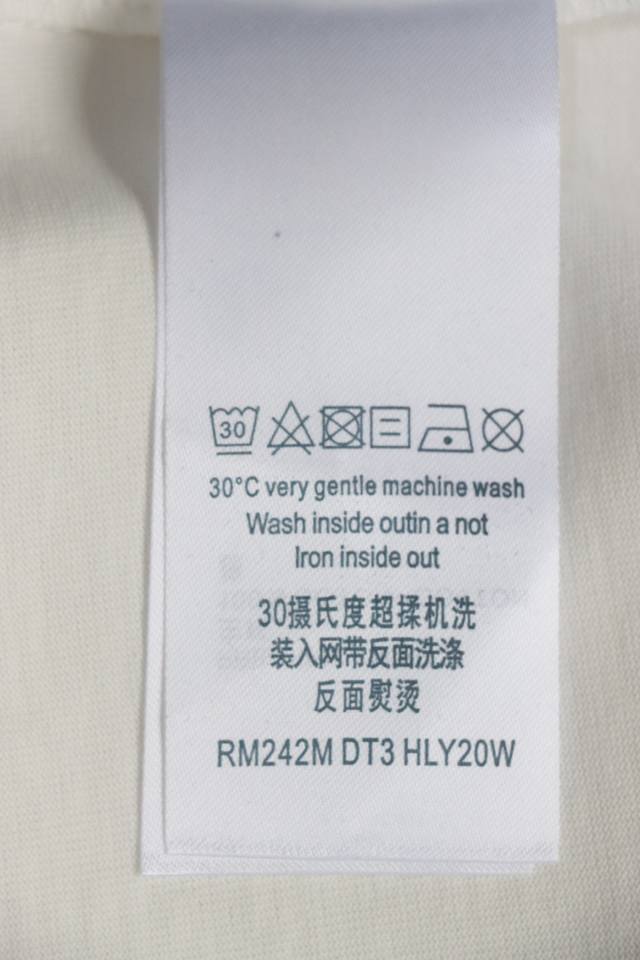 30
30°C very gentle machine wash
Wash inside outin a not
Iron inside out
30摄氏度超揉机洗
装入网带反面洗涤
反面熨烫
RM242M DT3 HLY20W